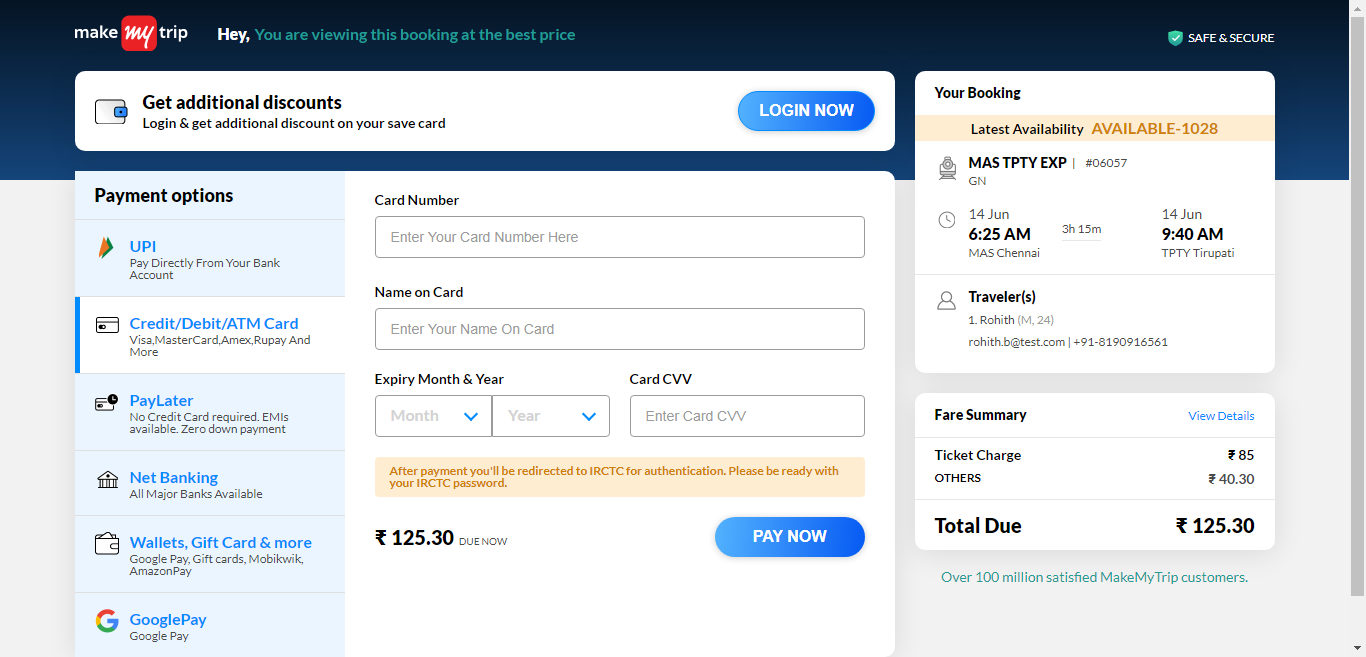 make my trip
Hey, You are viewing this booking at the best price
SAFE & SECURE
Get additional discounts
Login & get additional discount on your save card
LOGIN NOW
Payment options
UPI
Pay Directly From Your Bank
Account
Credit/Debit/ATM Card
Visa,MasterCard,Amex,Rupay And
More
PayLater
No Credit Card required. EMIs
available. Zero down payment
Net Banking
All Major Banks Available
Wallets, Gift Card & more
Google Pay, Gift cards, Mobikwik,
AmazonPay
GooglePay
Google Pay
Card Number
Enter Your Card Number Here
Name on Card
Enter Your Name On Card
Expiry Month & Year
Card CVV
Month
Year
Enter Card CVV
After payment you'll be redirected to IRCTC for authentication. Please be ready with
your IRCTC password.
₹ 125.30 DUE NOW
PAY NOW
Your Booking
Latest Availability AVAILABLE-1028
MAS TPTY EXP | #06057
GN
14 Jun
6:25 AM
MAS Chennai
3h 15m
14 Jun
9:40 AM
TPTY Tirupati
Traveler(s)
1. Rohith (M, 24)
rohith.b@test.com | +91-8190916561
Fare Summary
View Details
Ticket Charge ₹ 85
OTHERS ₹ 40.30
Total Due ₹ 125.30
Over 100 million satisfied MakeMyTrip customers.